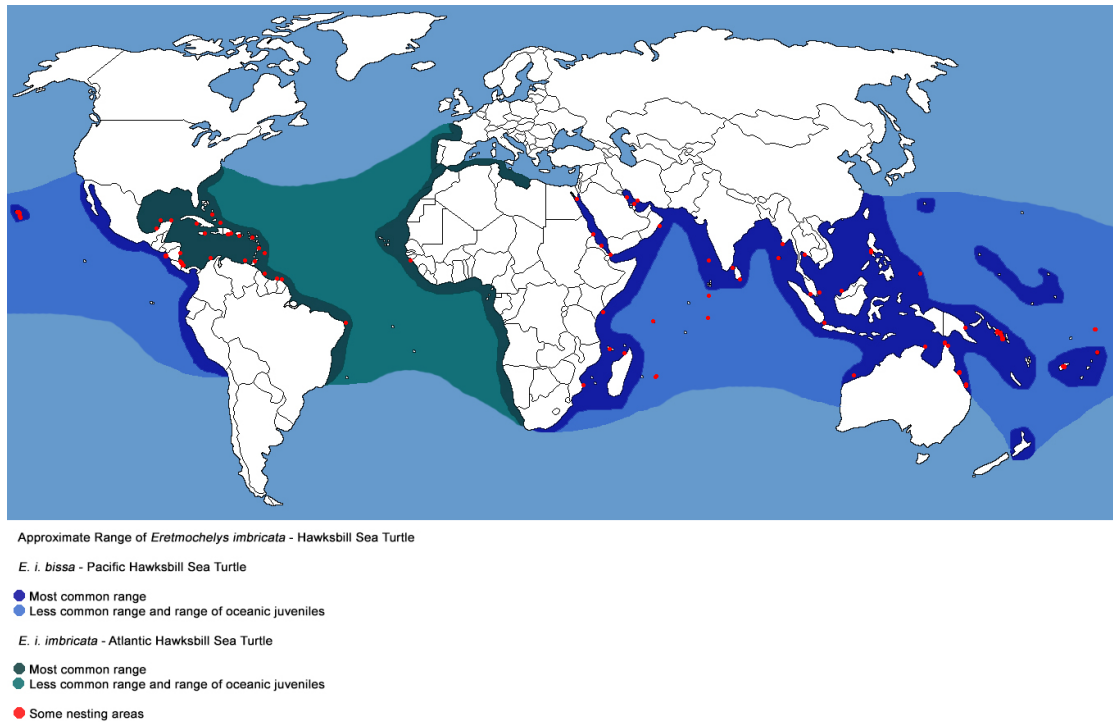 Approximate Range of Eretmochelys imbricata - Hawksbill Sea Turtle
E. i. bissa - Pacific Hawksbill Sea Turtle
Most common range
Less common range and range of oceanic juveniles
E. i. imbricata - Atlantic Hawksbill Sea Turtle
Most common range
Less common range and range of oceanic juveniles
Some nesting areas